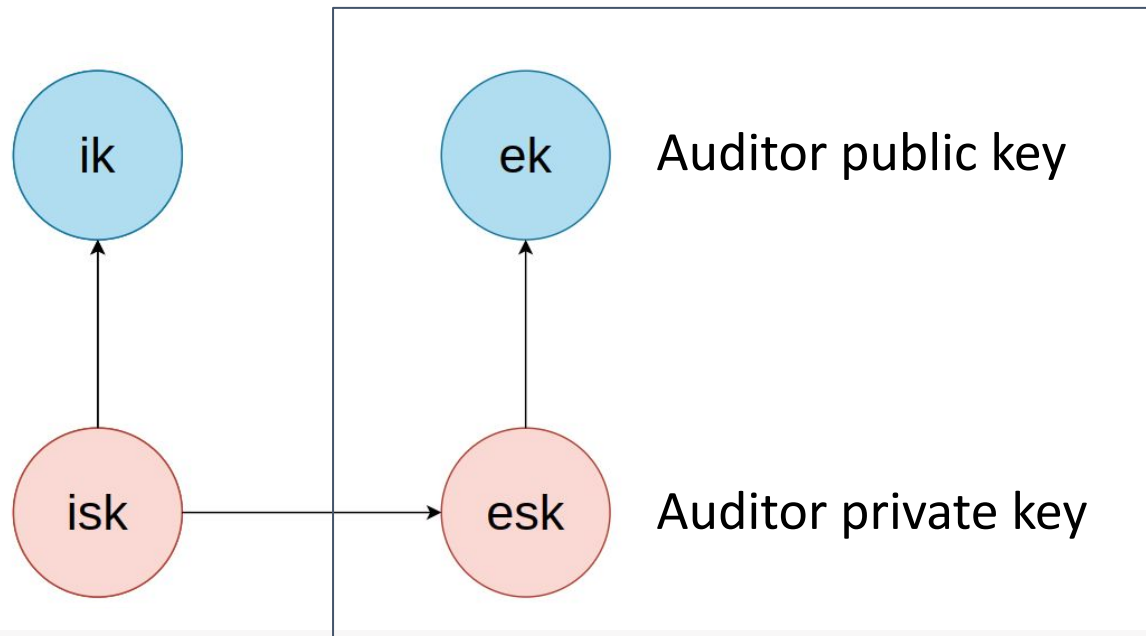 ik
ek
Auditor public key
isk
esk
Auditor private key